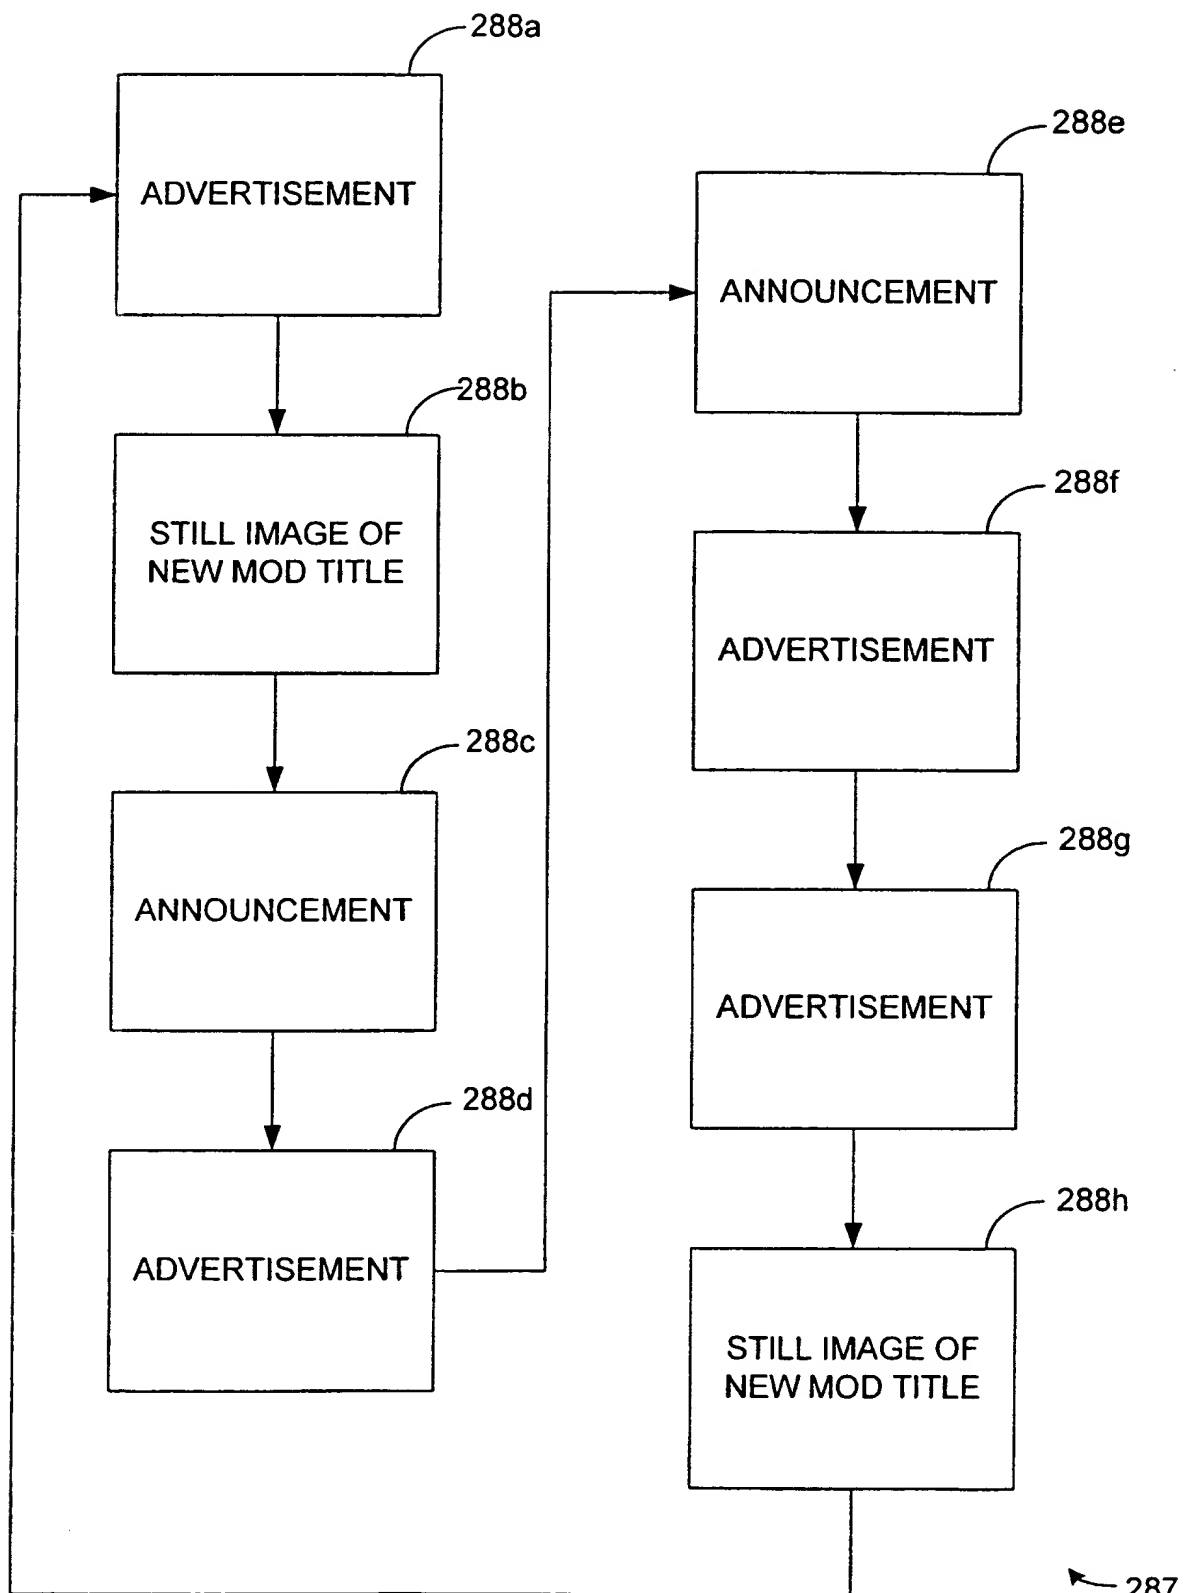 288a
ADVERTISEMENT
288b
STILL IMAGE OF
NEW MOD TITLE
288c
ANNOUNCEMENT
288d
ADVERTISEMENT
288e
ANNOUNCEMENT
288f
ADVERTISEMENT
288g
ADVERTISEMENT
288h
STILL IMAGE OF
NEW MOD TITLE
287